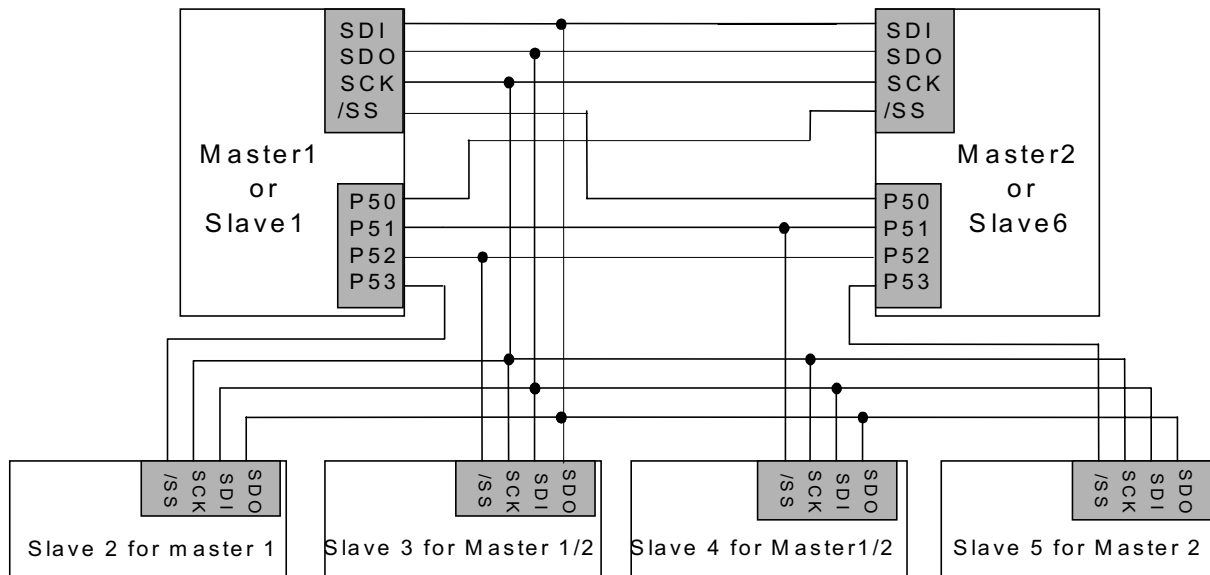 SDI
SDO
SCK
/SS
Master1
or
Slave1
P50
P51
P52
P53
SDI
SDO
SCK
/SS
Master2
or
Slave6
P50
P51
P52
P53
/SS
SCK
SDI
SDO
Slave 2 for master 1
/SS
SCK
SDI
SDO
Slave 3 for Master 1/2
/SS
SCK
SDI
SDO
Slave 4 for Master1/2
/SS
SCK
SDI
SDO
Slave 5 for Master 2